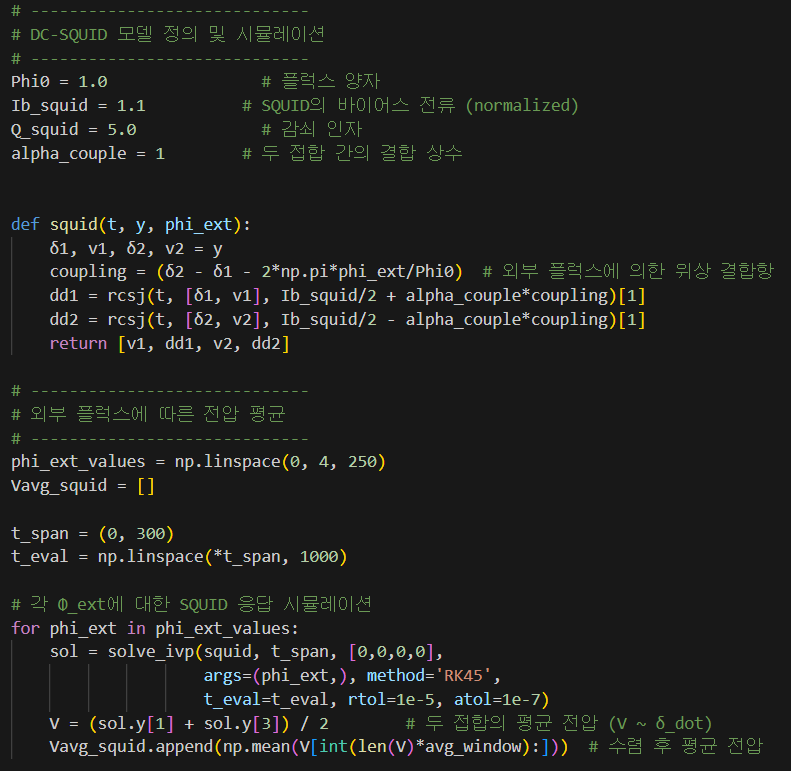 # -----------------------------
# DC-SQUID 모델 정의 및 시뮬레이션
# -----------------------------
Phi0 = 1.0                # 플럭스 양자
Ib_squid = 1.1          # SQUID의 바이어스 전류 (normalized)
Q_squid = 5.0             # 감쇠 인자
alpha_couple = 1        # 두 접합 간의 결합 상수
def squid(t, y, phi_ext):
    δ1, v1, δ2, v2 = y
    coupling = (δ2 - δ1 - 2*np.pi*phi_ext/Phi0)  # 외부 플럭스에 의한 위상 결합항
    dd1 = rcsj(t, [δ1, v1], Ib_squid/2 + alpha_couple*coupling)[1]
    dd2 = rcsj(t, [δ2, v2], Ib_squid/2 - alpha_couple*coupling)[1]
    return [v1, dd1, v2, dd2]
# -----------------------------
# 외부 플럭스에 따른 전압 평균
# -----------------------------
phi_ext_values = np.linspace(0, 4, 250)
Vavg_squid = []
t_span = (0, 300)
t_eval = np.linspace(*t_span, 1000)
# 각 Φ_ext에 대한 SQUID 응답 시뮬레이션
for phi_ext in phi_ext_values:
    sol = solve_ivp(squid, t_span, [0,0,0,0],
                    args=(phi_ext,), method='RK45',
                    t_eval=t_eval, rtol=1e-5, atol=1e-7)
    V = (sol.y[1] + sol.y[3]) / 2        # 두 접합의 평균 전압 (V ~ δ_dot)
    Vavg_squid.append(np.mean(V[int(len(V)*avg_window):]))  # 수렴 후 평균 전압